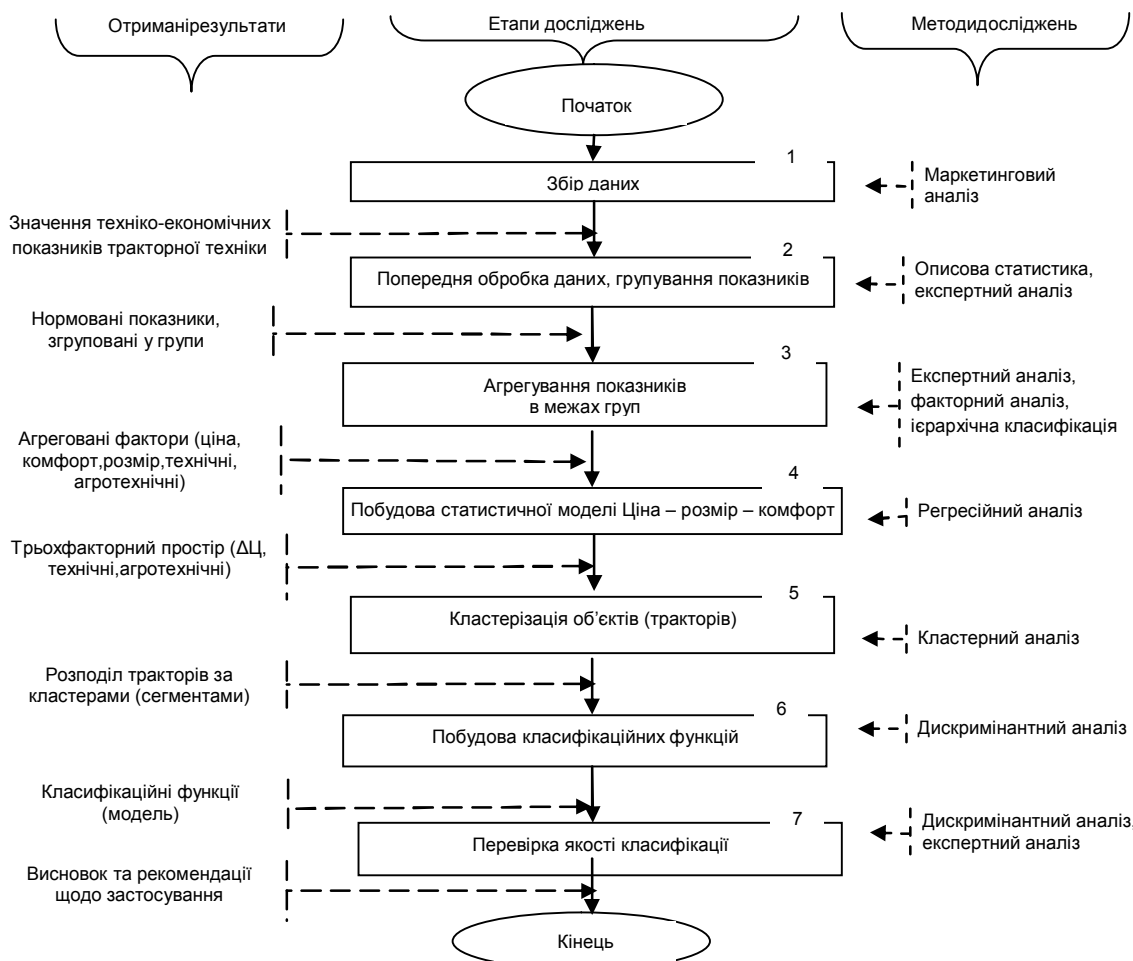 Отриманірезультати
Етапи досліджень
Методидосліджень
Початок
1
Збір даних
Маркетинговий
аналіз
Значення техніко-економічних
показників тракторної техніки
2
Попередня обробка даних, групування показників
Описова статистика,
експертний аналіз
Нормовані показники,
згруповані у групи
3
Агрегування показників
в межах груп
Експертний аналіз,
факторний аналіз,
ієрархічна класифікація
Агреговані фактори (ціна,
комфорт,розмір,технічні,
агротехнічні)
4
Побудова статистичної моделі Ціна – розмір – комфорт
Регресійний аналіз
Трьохфакторний простір (ΔЦ,
технічні,агротехнічні)
5
Кластерізація об’єктів (тракторів)
Кластерний аналіз
Розподіл тракторів за
кластерами (сегментами)
6
Побудова класифікаційних функцій
Дискримінантний аналіз
Класифікаційні функції
(модель)
7
Перевірка якості класифікації
Дискримінантний аналіз,
експертний аналіз
Висновок та рекомендації
щодо застосування
Кінець